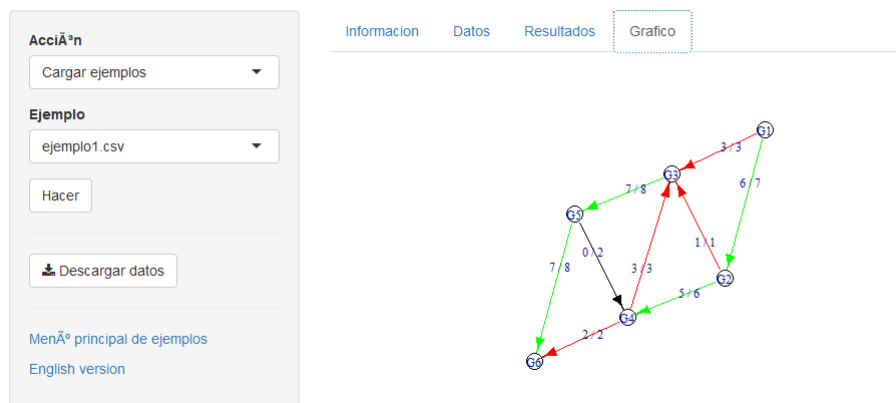 AcciÃ³n
Cargar ejemplos
Ejemplo
ejemplo1.csv
Hacer
Descargar datos
MenÃº principal de ejemplos
English version
Informacion Datos Resultados Grafico
G1
3 / 3
G3
6 / 7
7 / 8
G5
1 / 1
0 / 2
7 / 8
3 / 3
G2
5 / 6
G4
2 / 2
G6